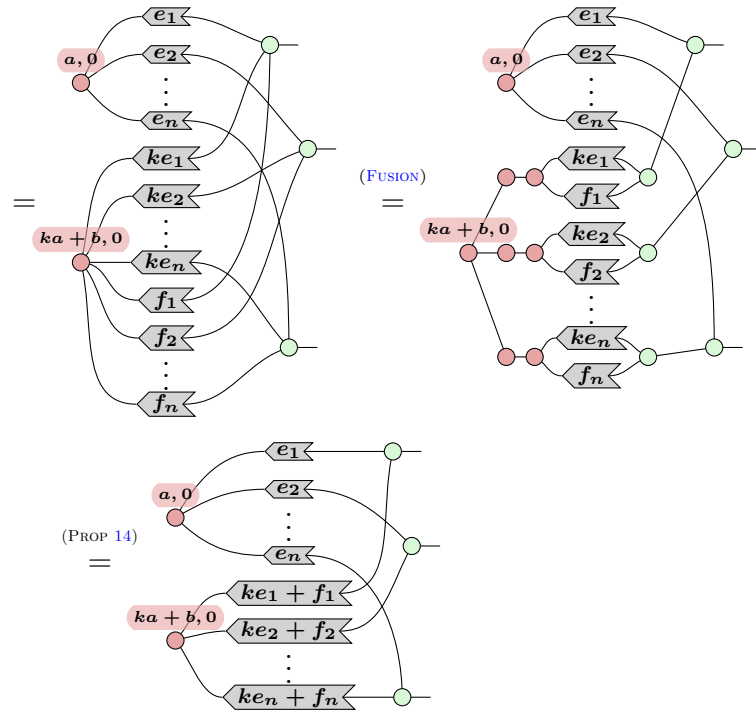 e₁
a, 0
e₂
⋮
eₙ
=
ke₁
ke₂
⋮
ka + b, 0
keₙ
f₁
f₂
⋮
fₙ
(Fusion)
=
e₁
a, 0
e₂
⋮
eₙ
ke₁
f₁
ka + b, 0
ke₂
f₂
⋮
keₙ
fₙ
(Prop 14)
=
e₁
a, 0
e₂
⋮
eₙ
ke₁ + f₁
ka + b, 0
ke₂ + f₂
⋮
keₙ + fₙ